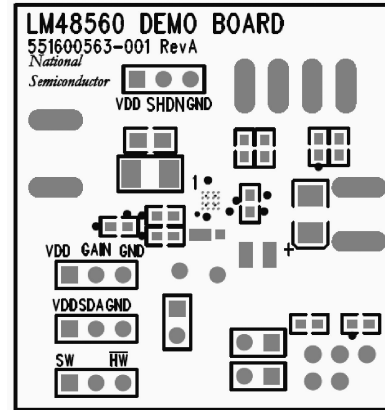 LM48560 DEMO BOARD
551600563-001 RevA
National
Semiconductor
VDD SHDN GND
1
+
VDD GAIN GND
VDD SDA GND
SW HW